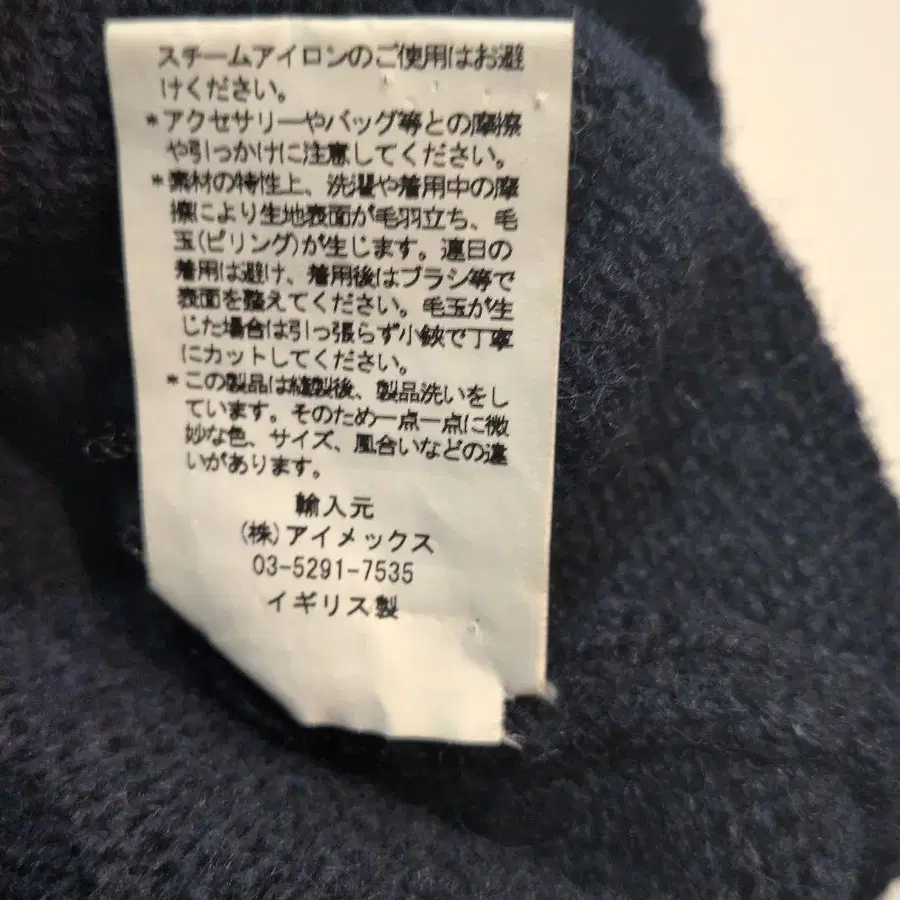 スチームアイロンのご使用はお避
けください。
*アクセサリーやバッグ等との摩擦
や引っかけに注意してください。
*素材の特性上、洗濯や着用中の摩
擦により生地表面が毛羽立ち、毛
玉(ピリング)が生じます。連日の
着用は避け、着用後はブラシ等で
表面を整えてください。毛玉が生
じた場合は引っ張らず小鋏で丁寧
にカットしてください。
*この製品は縫製後、製品洗いをし
ています。そのため一点一点に微
妙な色、サイズ、風合いなどの違
いがあります。
輸入元
(株)アイメックス
03-5291-7535
イギリス製